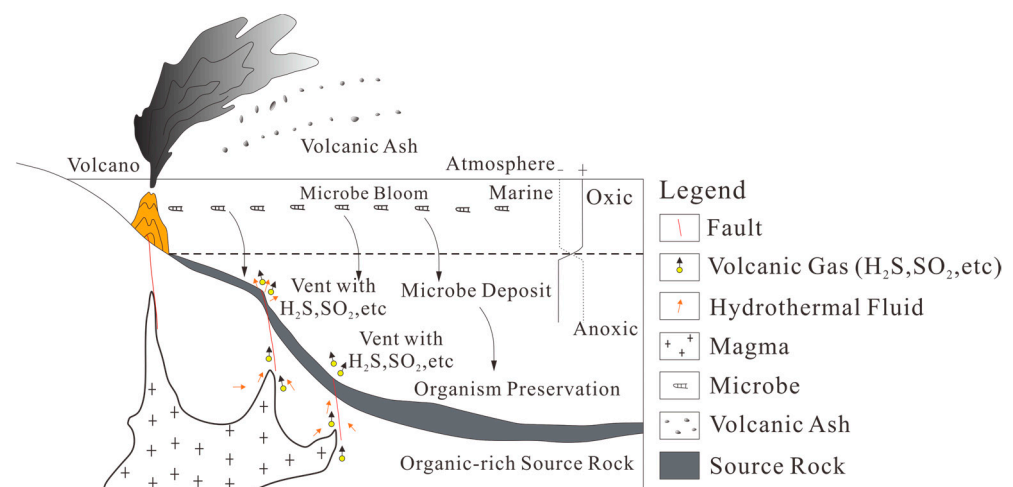 Volcanic Ash
Volcano
Atmosphere
- +
Microbe Bloom
Marine
Oxic
Vent with
H₂S,SO₂,etc
Microbe Deposit
Anoxic
Vent with
H₂S,SO₂,etc
Organism Preservation
Organic-rich Source Rock
Legend
Fault
Volcanic Gas (H₂S,SO₂,etc)
Hydrothermal Fluid
Magma
Microbe
Volcanic Ash
Source Rock